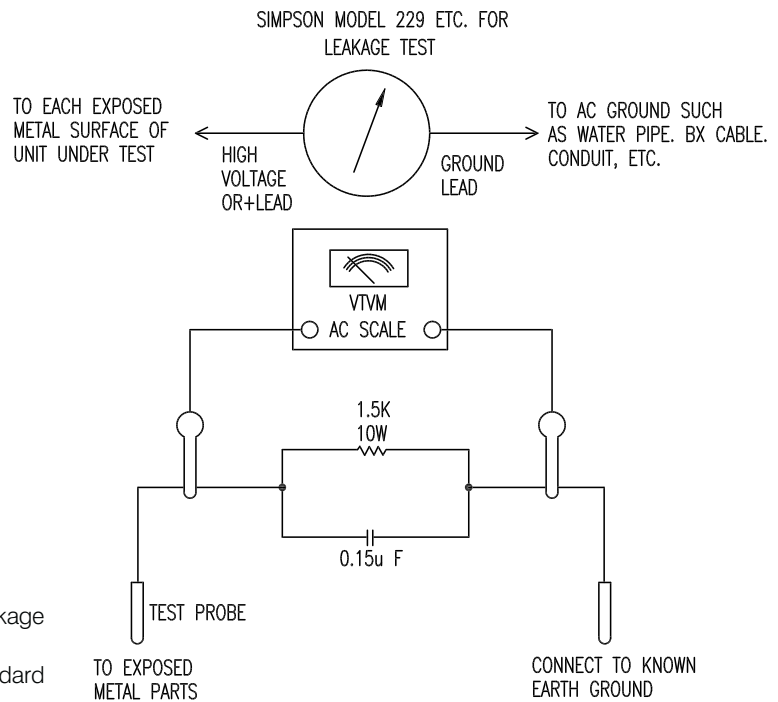 SIMPSON MODEL 229 ETC. FOR
LEAKAGE TEST
TO EACH EXPOSED
METAL SURFACE OF
UNIT UNDER TEST
HIGH
VOLTAGE
OR+LEAD
GROUND
LEAD
TO AC GROUND SUCH
AS WATER PIPE. BX CABLE.
CONDUIT, ETC.
VTVM
AC SCALE
1.5K
10W
0.15u F
kage
TEST PROBE
dard
TO EXPOSED
METAL PARTS
CONNECT TO KNOWN
EARTH GROUND